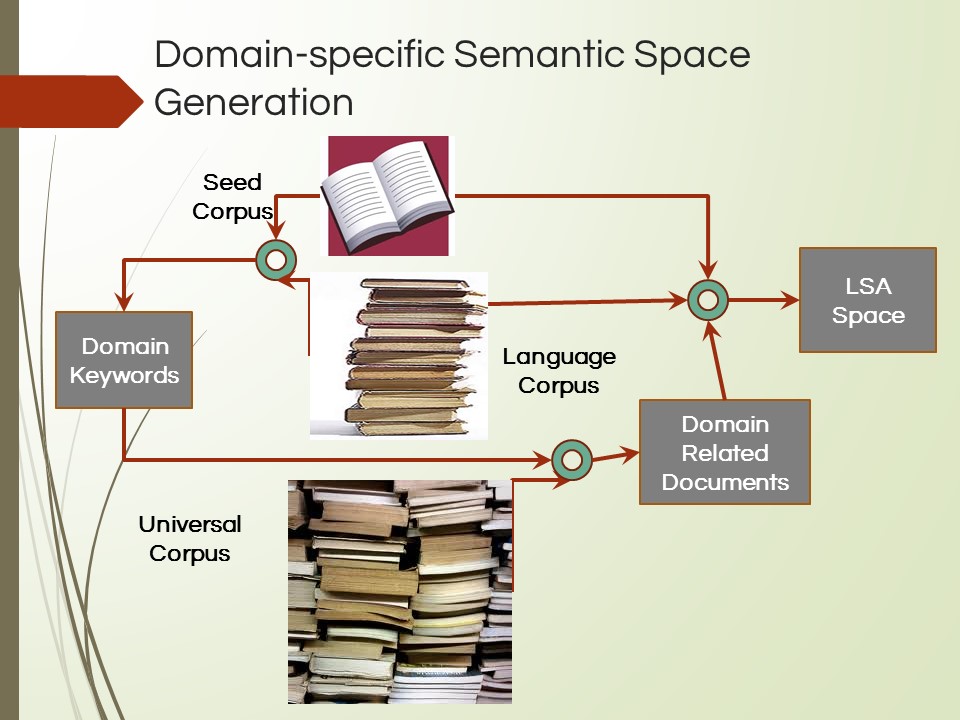 Domain-specific Semantic Space
Generation
Seed
Corpus
LSA
Space
Domain
Keywords
Language
Corpus
Domain
Related
Documents
Universal
Corpus